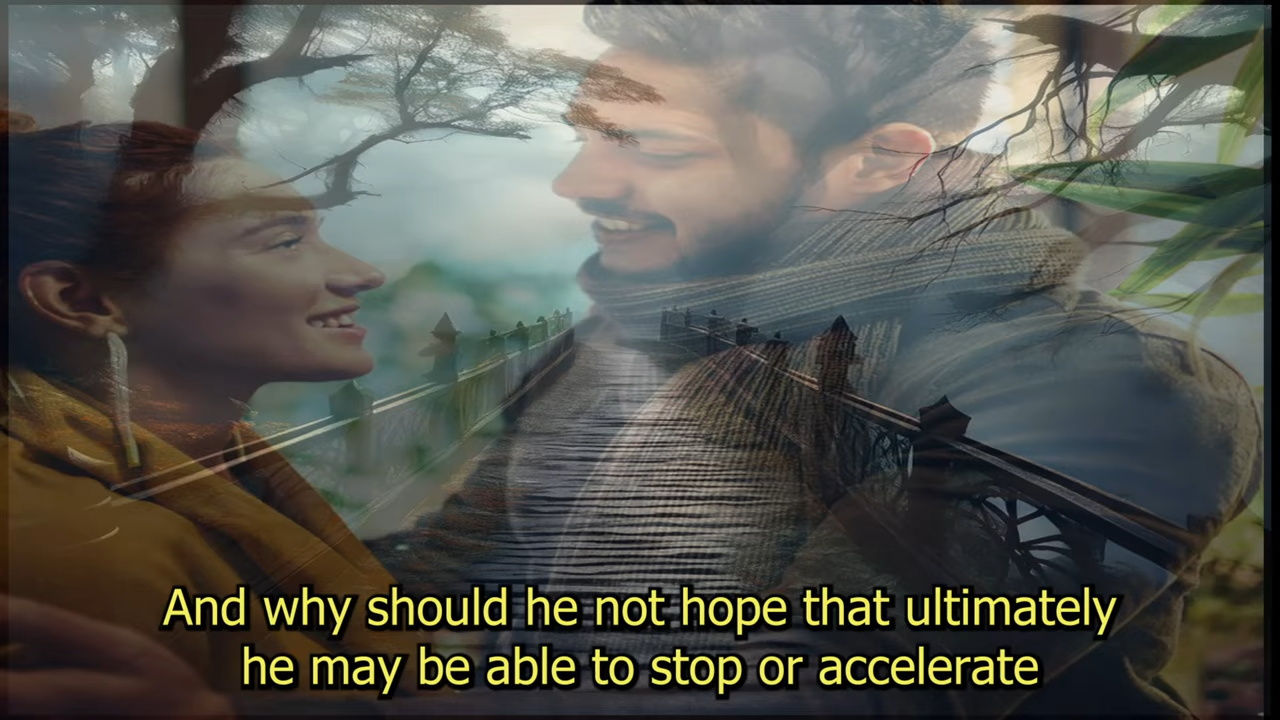 And why should he not hope that ultimately
he may be able to stop or accelerate